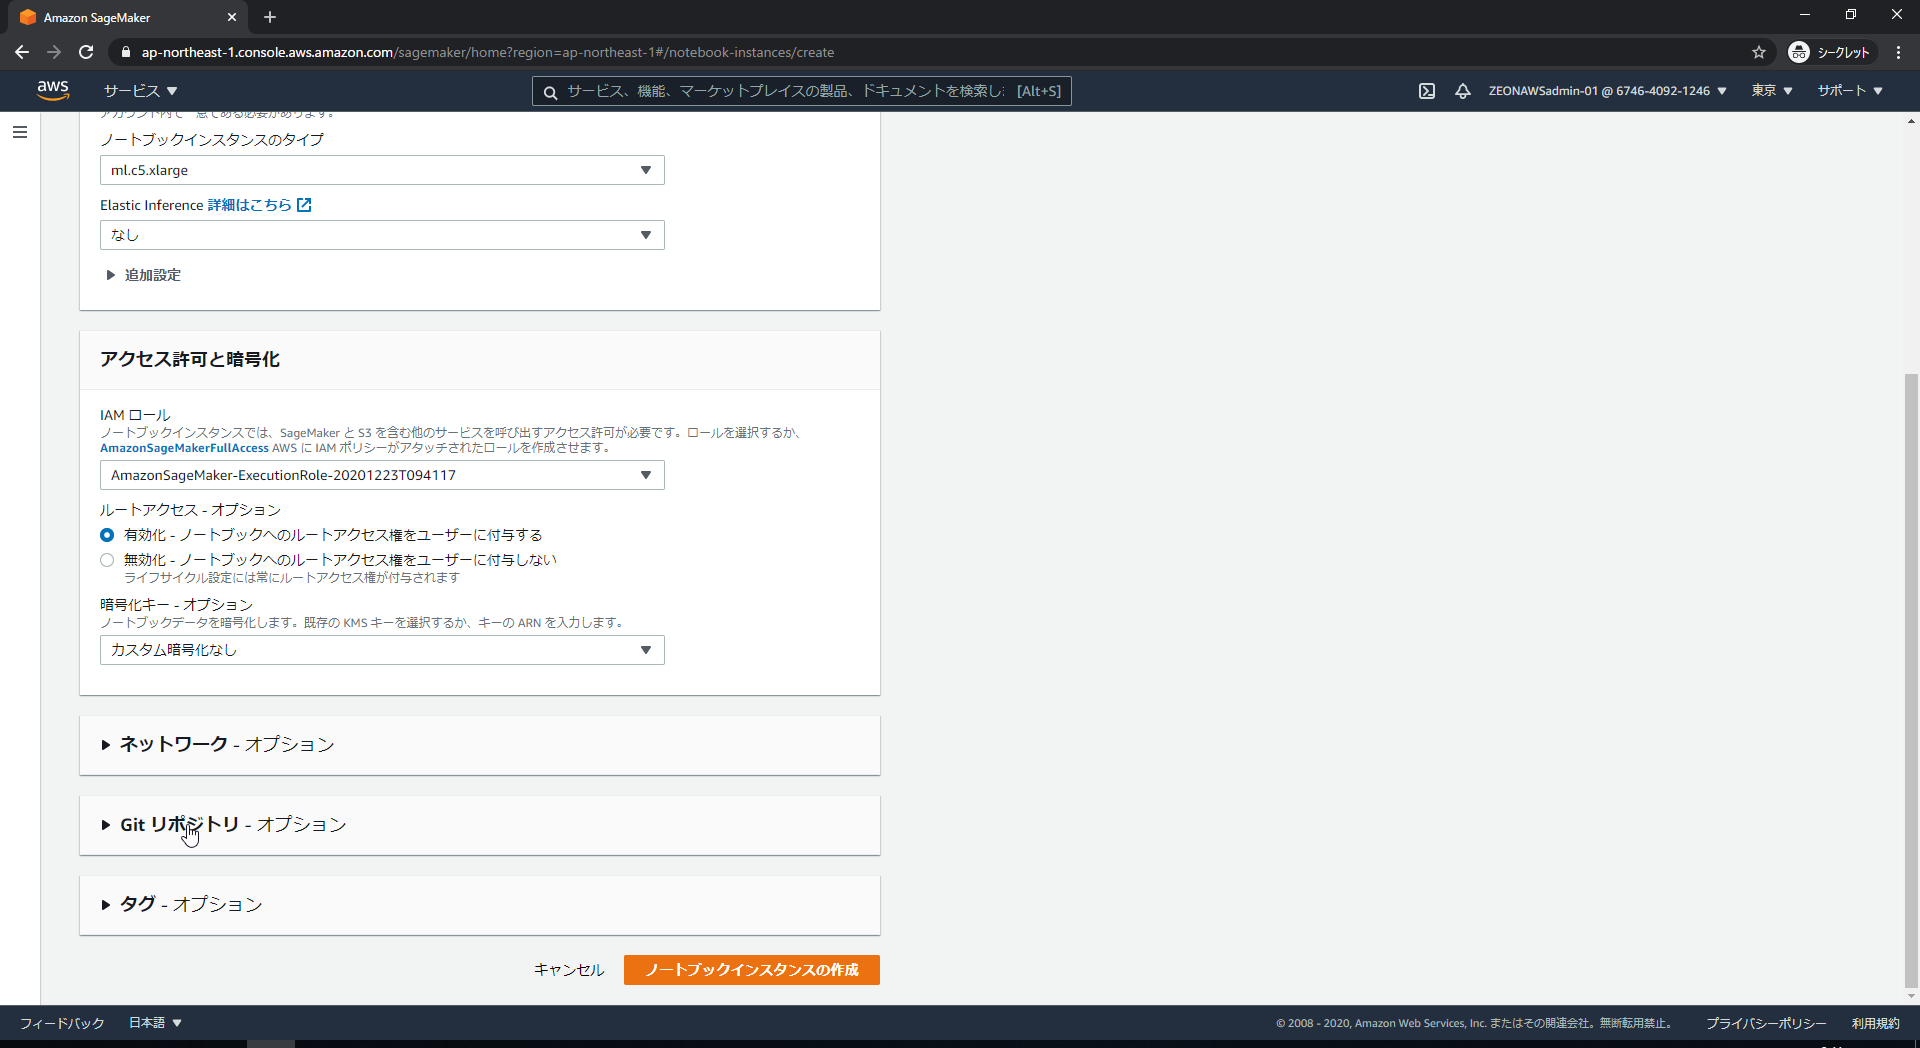 Amazon SageMaker
ap-northeast-1.console.aws.amazon.com/sagemaker/home?region=ap-northeast-1#/notebook-instances/create
シークレット
aws
サービス
サービス、機能、マーケットプレイスの製品、ドキュメントを検索し
[Alt+S]
ZEONAWSadmin-01 @ 6746-4092-1246
東京
サポート
アカウント内で一意である必要があります。
ノートブックインスタンスのタイプ
ml.c5.xlarge
Elastic Inference 詳細はこちら
なし
追加設定
アクセス許可と暗号化
IAM ロール
ノートブックインスタンスでは、SageMaker と S3 を含む他のサービスを呼び出すアクセス許可が必要です。ロールを選択するか、
AmazonSageMakerFullAccess AWS に IAM ポリシーがアタッチされたロールを作成させます。
AmazonSageMaker-ExecutionRole-20201223T094117
ルートアクセス - オプション
有効化 - ノートブックへのルートアクセス権をユーザーに付与する
無効化 - ノートブックへのルートアクセス権をユーザーに付与しない
ライフサイクル設定には常にルートアクセス権が付与されます
暗号化キー - オプション
ノートブックデータを暗号化します。既存の KMS キーを選択するか、キーの ARN を入力します。
カスタム暗号化なし
ネットワーク - オプション
Git リポジトリ - オプション
タグ - オプション
キャンセル
ノートブックインスタンスの作成
フィードバック
日本語
© 2008 - 2020, Amazon Web Services, Inc. またはその関連会社。無断転用禁止。
プライバシーポリシー
利用規約